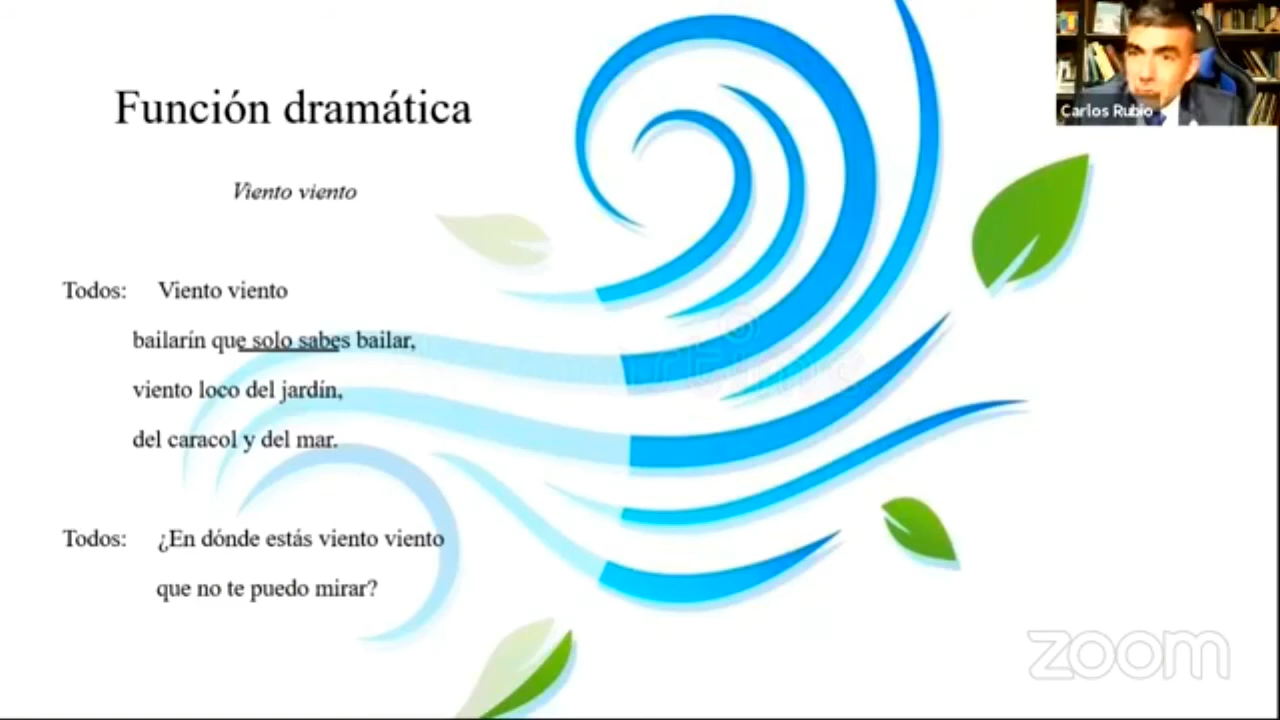 Función dramática
Carlos Rubio
Viento viento
Todos: Viento viento
bailarín que solo sabes bailar,
viento loco del jardín,
del caracol y del mar.
Todos: ¿En dónde estás viento viento
que no te puedo mirar?
zoom